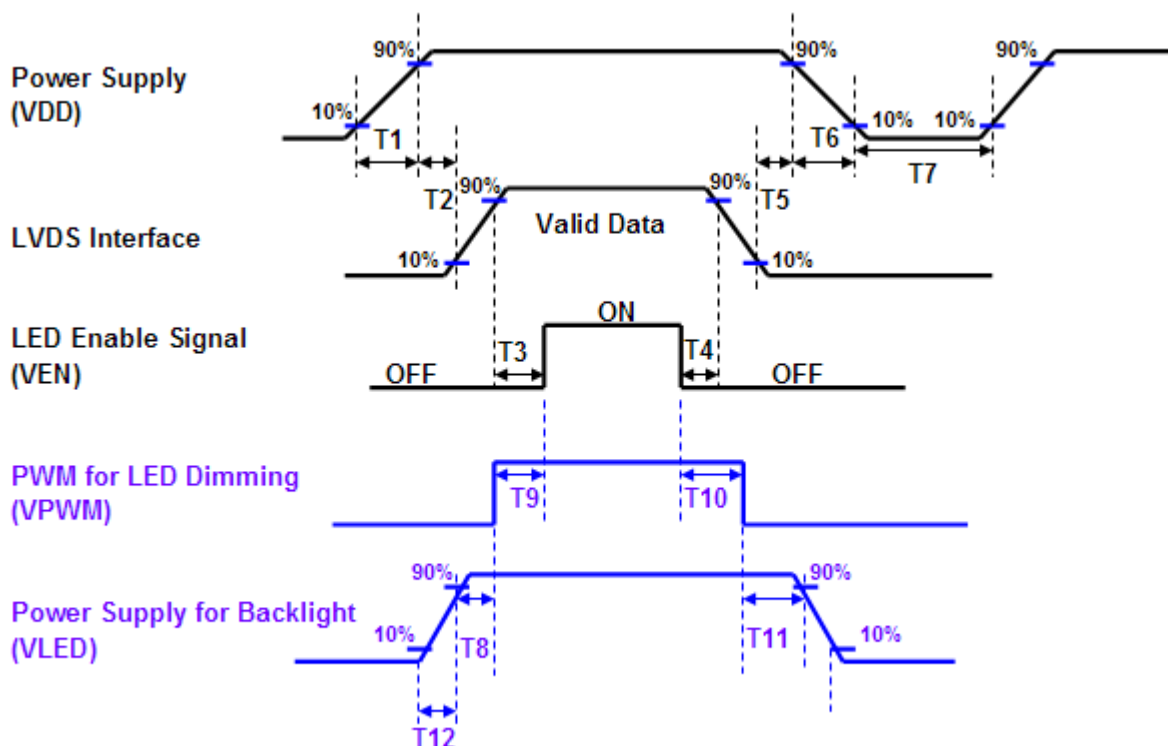 90% 90% 90%
Power Supply
(VDD)
10% 10% 10%
T1 T6 T7
T2 T5
90% 90%
Valid Data
LVDS Interface
10% 10%
LED Enable Signal
(VEN)
ON
T3 T4
OFF OFF
PWM for LED Dimming
(VPWM)
T9 T10
90% 90%
Power Supply for Backlight
(VLED)
10% 10%
T8 T11
T12